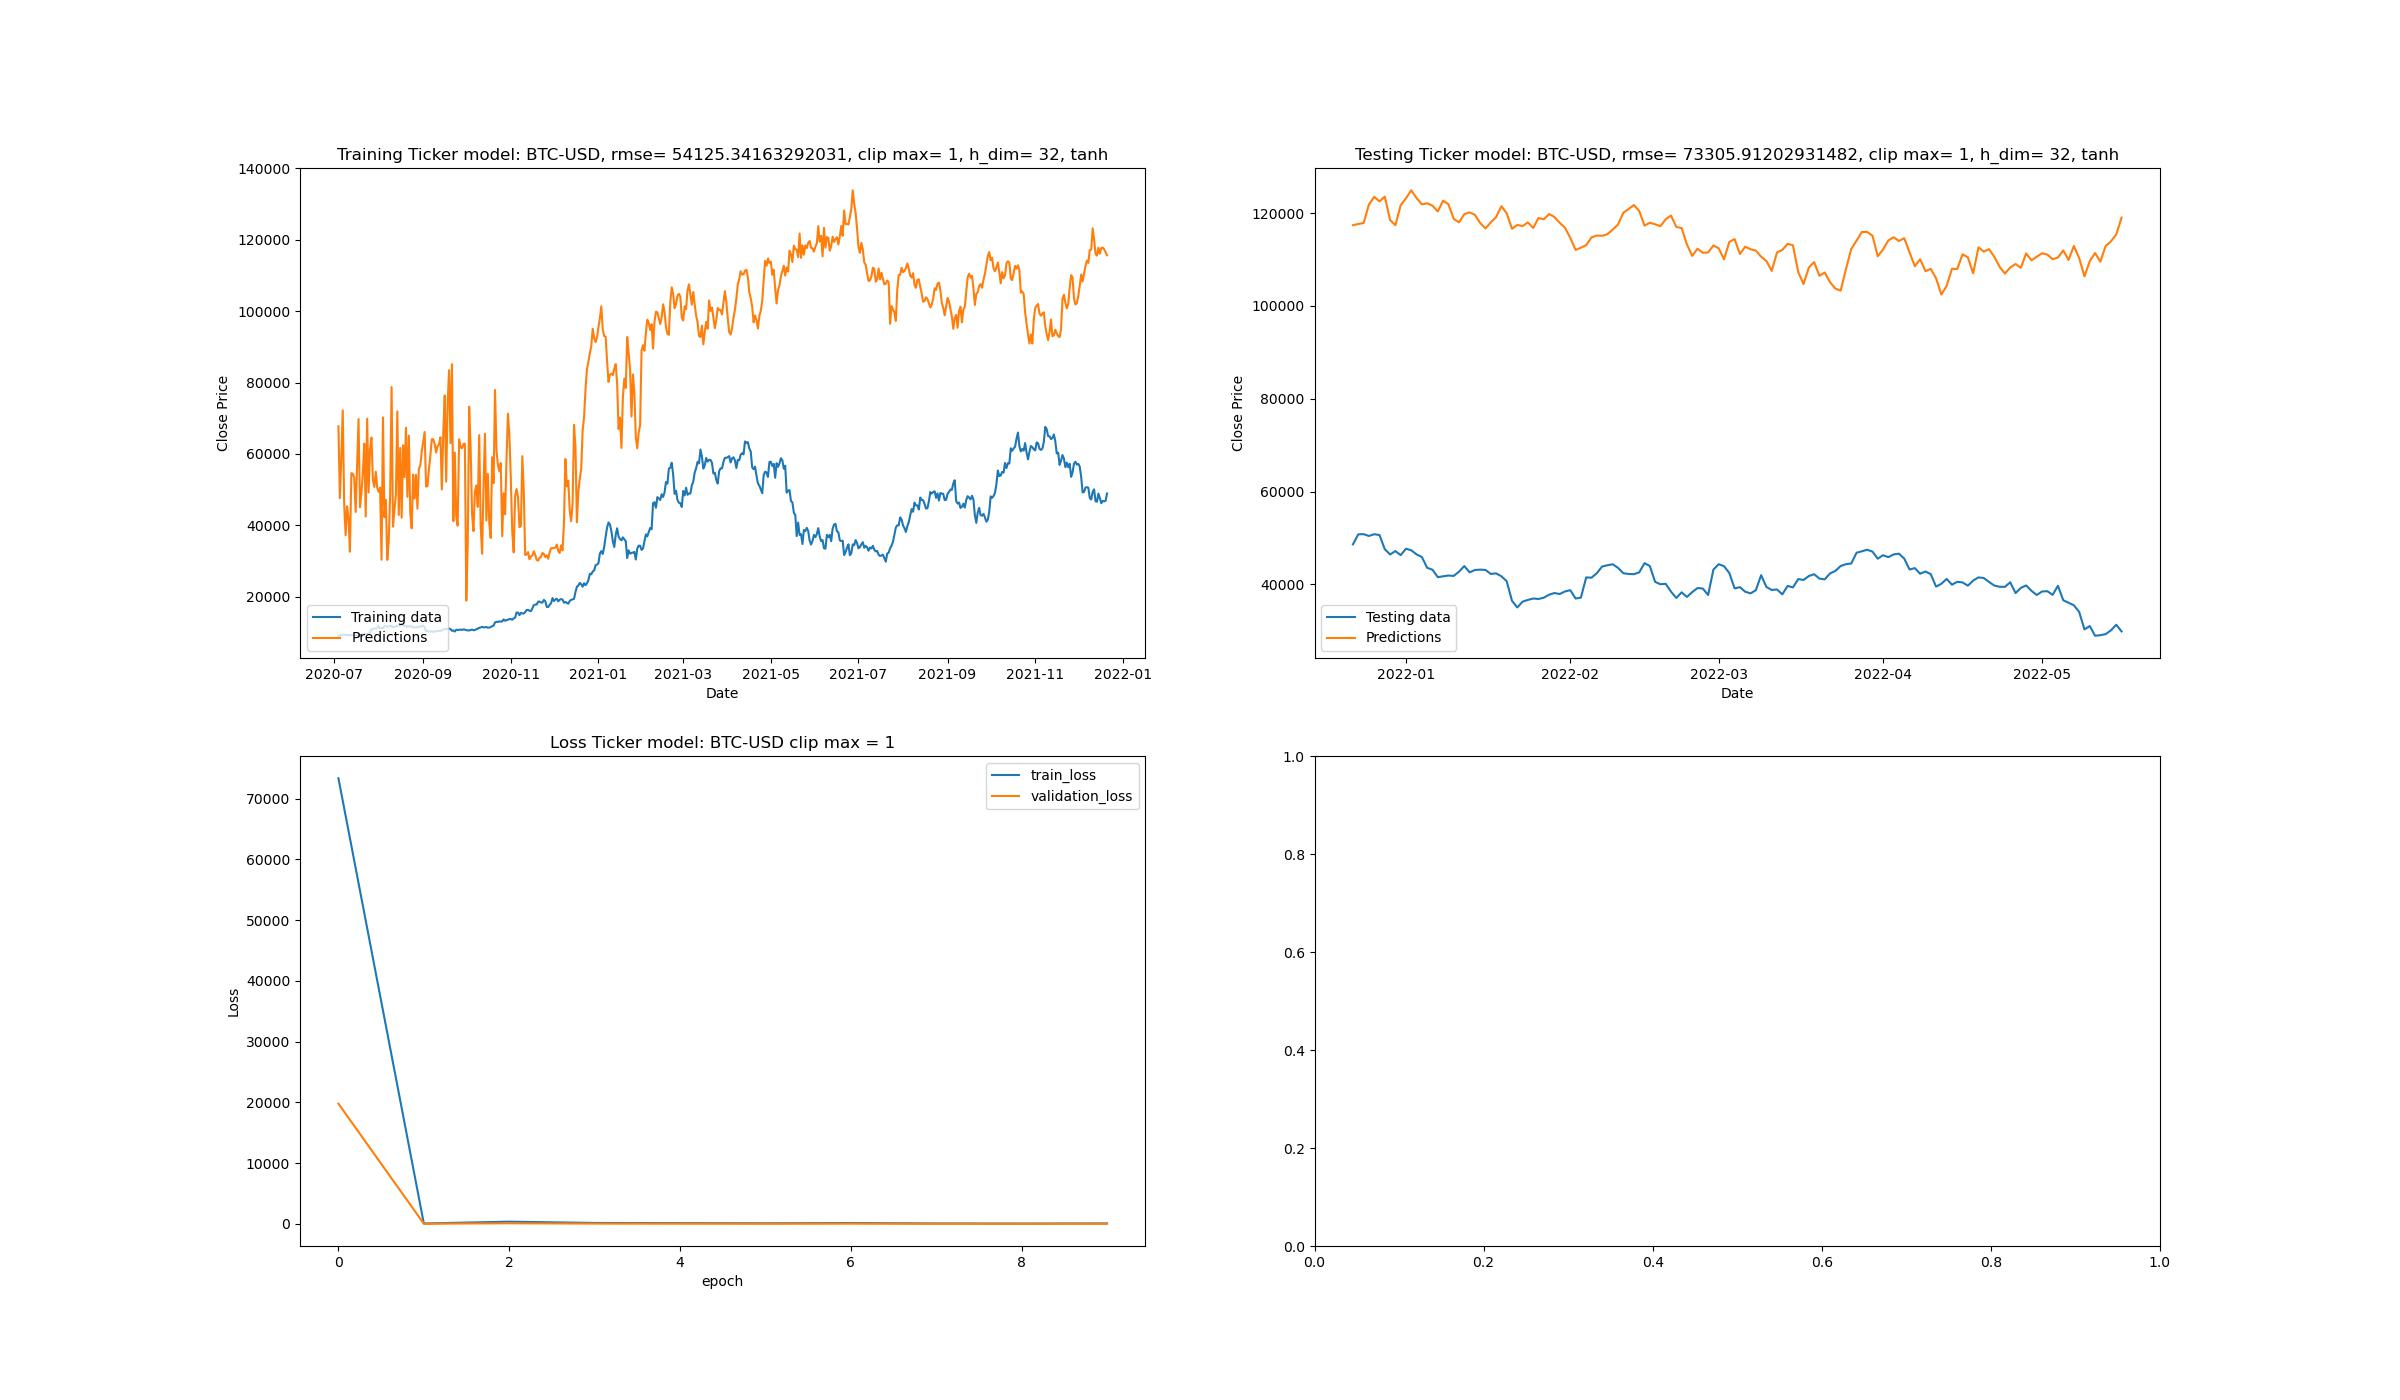 Training Ticker model: BTC-USD, rmse= 54125.34163292031, clip max= 1, h_dim= 32, tanh
140000
120000
100000
80000
60000
40000
20000
Close Price
Training data
Predictions
2020-07 2020-09 2020-11 2021-01 2021-03 2021-05 2021-07 2021-09 2021-11 2022-01
Date
Testing Ticker model: BTC-USD, rmse= 73305.91202931482, clip max= 1, h_dim= 32, tanh
120000
100000
80000
60000
40000
Close Price
Testing data
Predictions
2022-01 2022-02 2022-03 2022-04 2022-05
Date
Loss Ticker model: BTC-USD clip max = 1
train_loss
validation_loss
70000
60000
50000
40000
30000
20000
10000
0
Loss
0 2 4 6 8
epoch
1.0
0.8
0.6
0.4
0.2
0.0
0.0 0.2 0.4 0.6 0.8 1.0